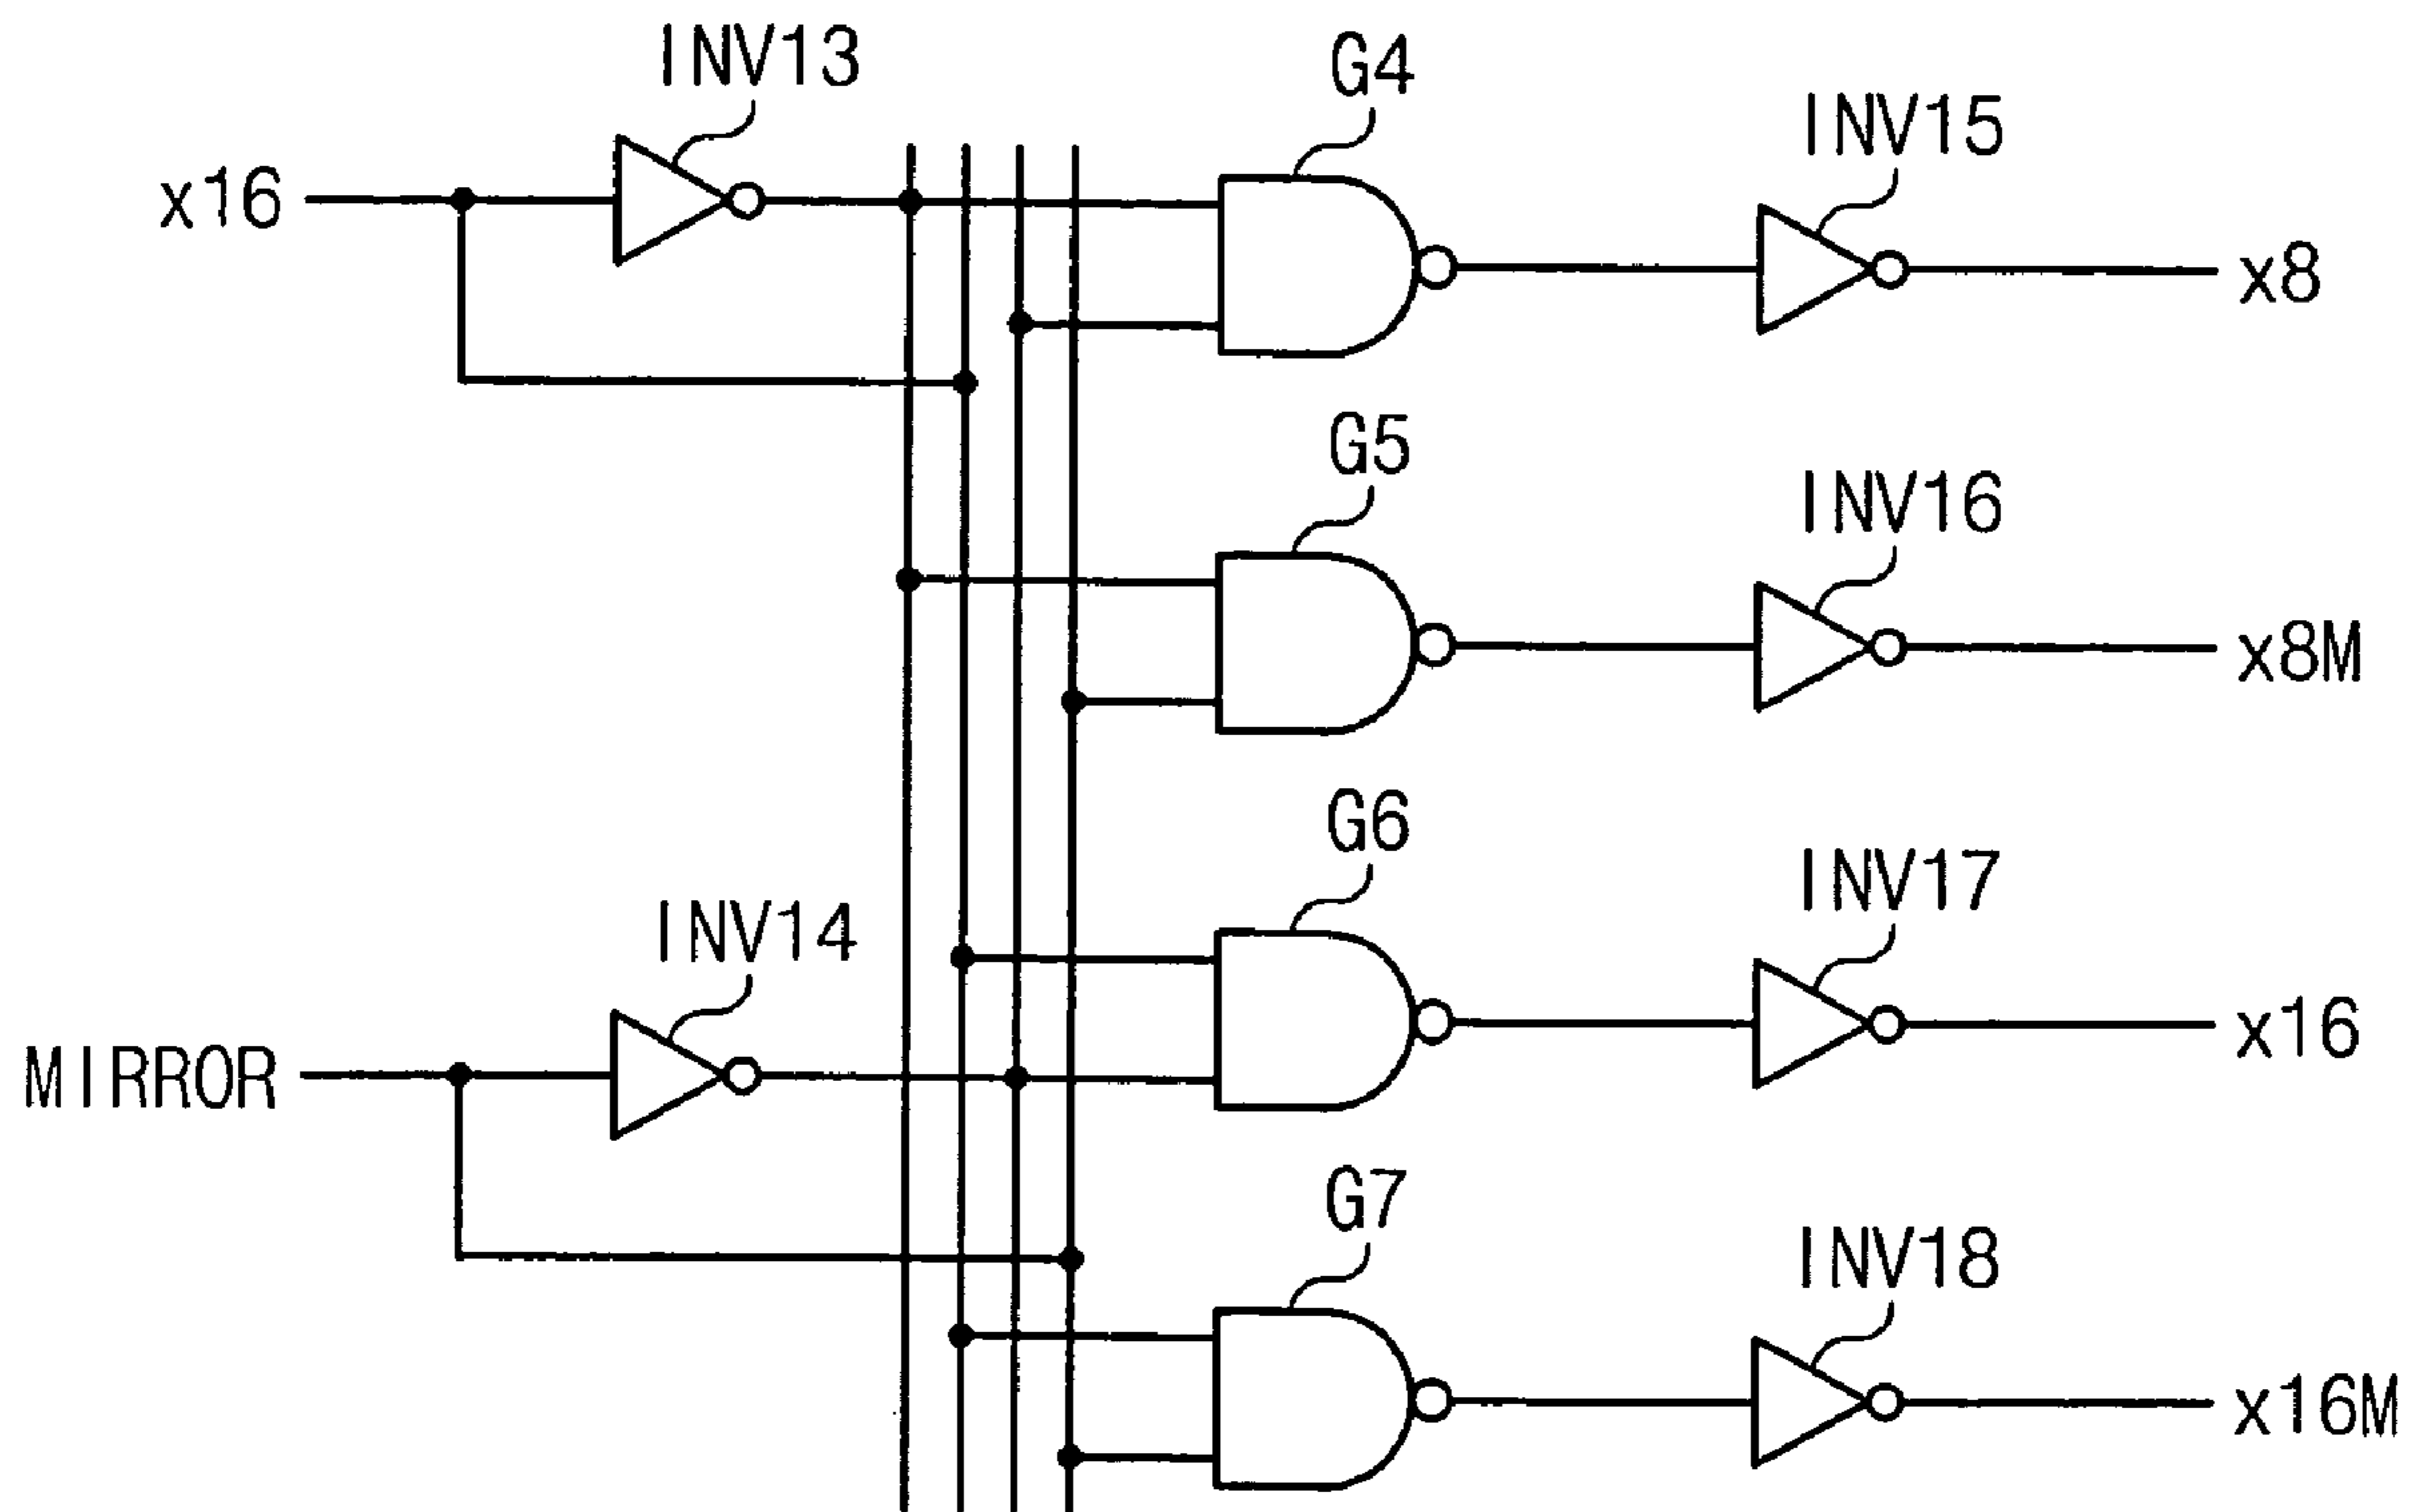 INV13
G4
INV15
x16
x8
G5
INV16
x8M
G6
INV17
INV14
x16
MIRROR
G7
INV18
x16M